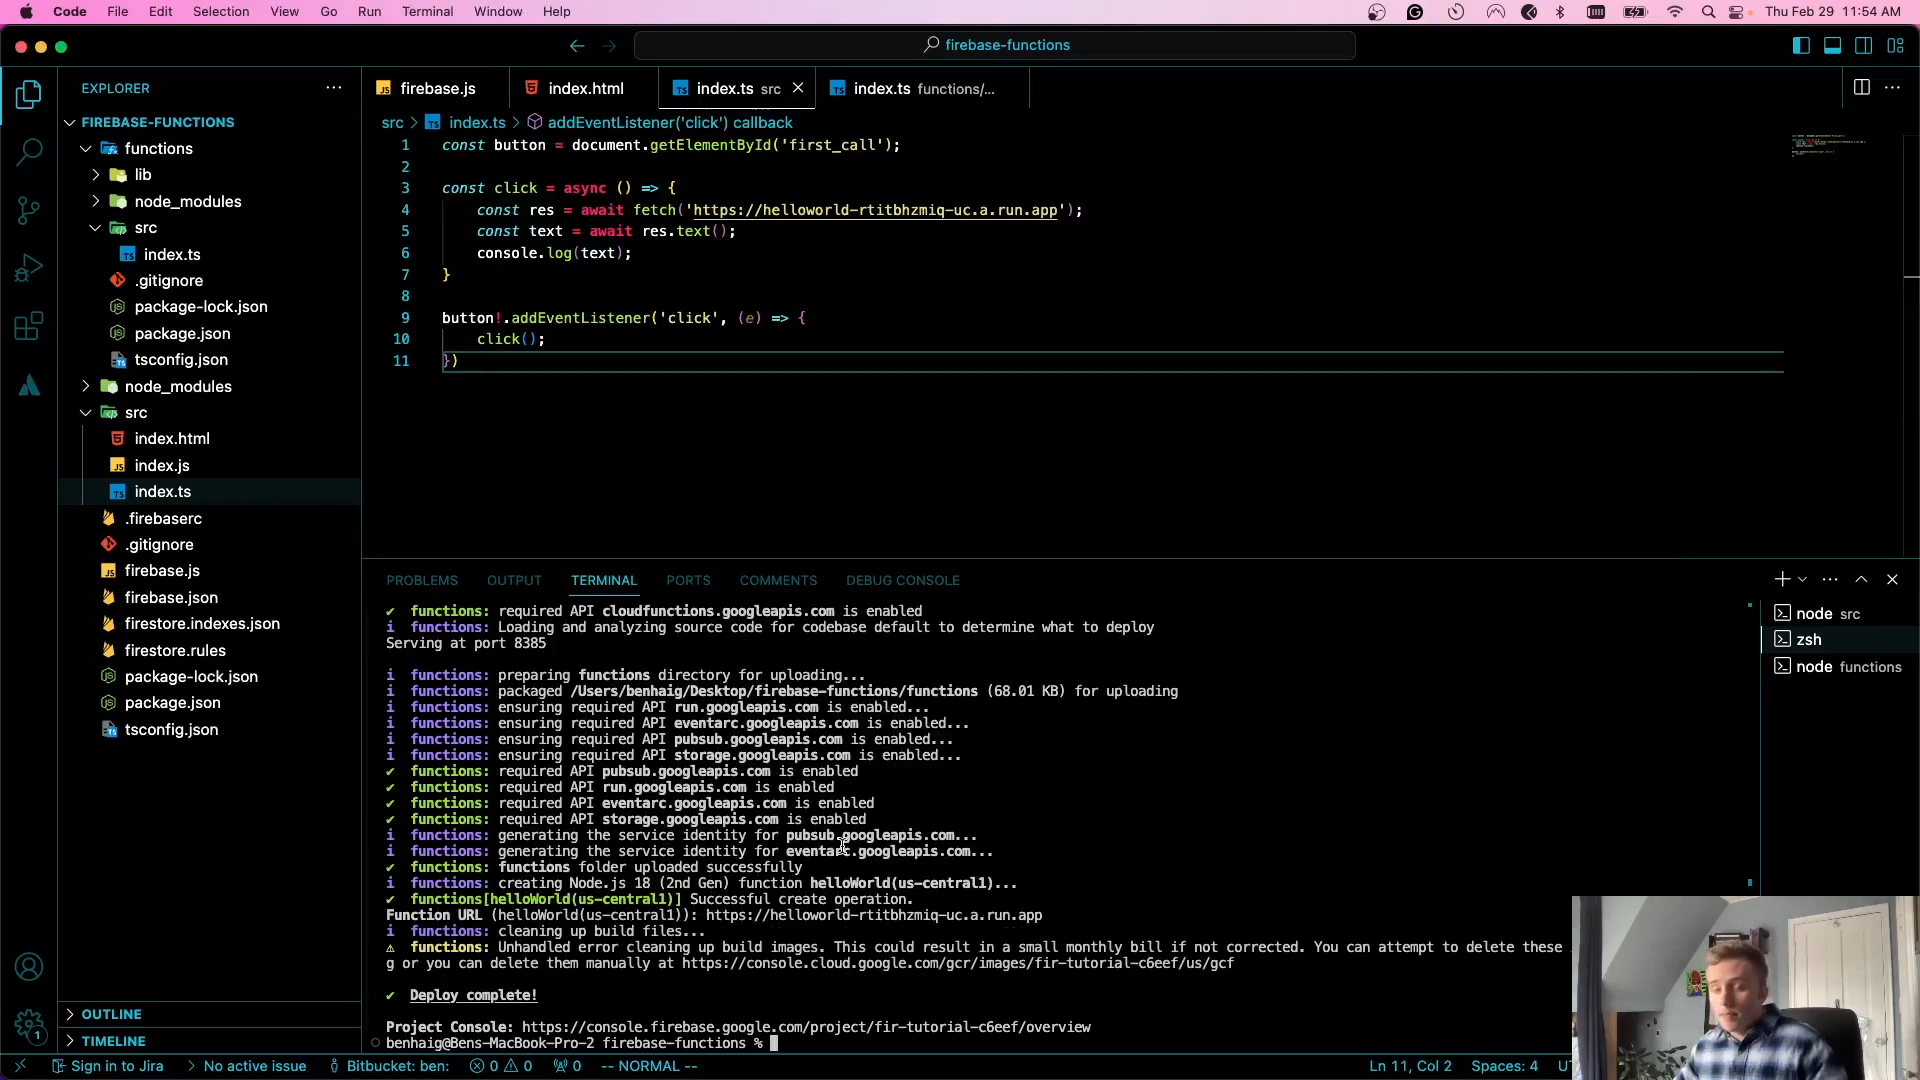 Code File Edit Selection View Go Run Terminal Window Help Thu Feb 29 11:54 AM
firebase-functions
EXPLORER
FIREBASE-FUNCTIONS
functions
lib
node_modules
src
index.ts
.gitignore
package-lock.json
package.json
tsconfig.json
node_modules
src
index.html
index.js
index.ts
.firebaserc
.gitignore
firebase.js
firebase.json
firestore.indexes.json
firestore.rules
package-lock.json
package.json
tsconfig.json
OUTLINE
TIMELINE
firebase.js index.html index.ts src index.ts functions/...
src > index.ts > addEventListener('click') callback
1 const button = document.getElementById('first_call');
2
3 const click = async () => {
4 const res = await fetch('https://helloworld-rtitbhzmiq-uc.a.run.app');
5 const text = await res.text();
6 console.log(text);
7 }
8
9 button!.addEventListener('click', (e) => {
10 click();
11 })
PROBLEMS OUTPUT TERMINAL PORTS COMMENTS DEBUG CONSOLE
✔ functions: required API cloudfunctions.googleapis.com is enabled
i functions: Loading and analyzing source code for codebase default to determine what to deploy
Serving at port 8385
i functions: preparing functions directory for uploading...
i functions: packaged /Users/benhaig/Desktop/firebase-functions/functions (68.01 KB) for uploading
i functions: ensuring required API run.googleapis.com is enabled...
i functions: ensuring required API eventarc.googleapis.com is enabled...
i functions: ensuring required API pubsub.googleapis.com is enabled...
i functions: ensuring required API storage.googleapis.com is enabled...
✔ functions: required API pubsub.googleapis.com is enabled
✔ functions: required API run.googleapis.com is enabled
✔ functions: required API eventarc.googleapis.com is enabled
✔ functions: required API storage.googleapis.com is enabled
i functions: generating the service identity for pubsub.googleapis.com...
i functions: generating the service identity for eventarc.googleapis.com...
✔ functions: functions folder uploaded successfully
i functions: creating Node.js 18 (2nd Gen) function helloWorld(us-central1)...
✔ functions[helloWorld(us-central1)] Successful create operation.
Function URL (helloWorld(us-central1)): https://helloworld-rtitbhzmiq-uc.a.run.app
i functions: cleaning up build files...
⚠ functions: Unhandled error cleaning up build images. This could result in a small monthly bill if not corrected. You can attempt to delete these
g or you can delete them manually at https://console.cloud.google.com/gcr/images/fir-tutorial-c6eef/us/gcf
✔ Deploy complete!
Project Console: https://console.firebase.google.com/project/fir-tutorial-c6eef/overview
benhaig@Bens-MacBook-Pro-2 firebase-functions %
node src
zsh
node functions
1
Sign in to Jira > No active issue Bitbucket: ben: 0 0 0 -- NORMAL -- Ln 11, Col 2 Spaces: 4